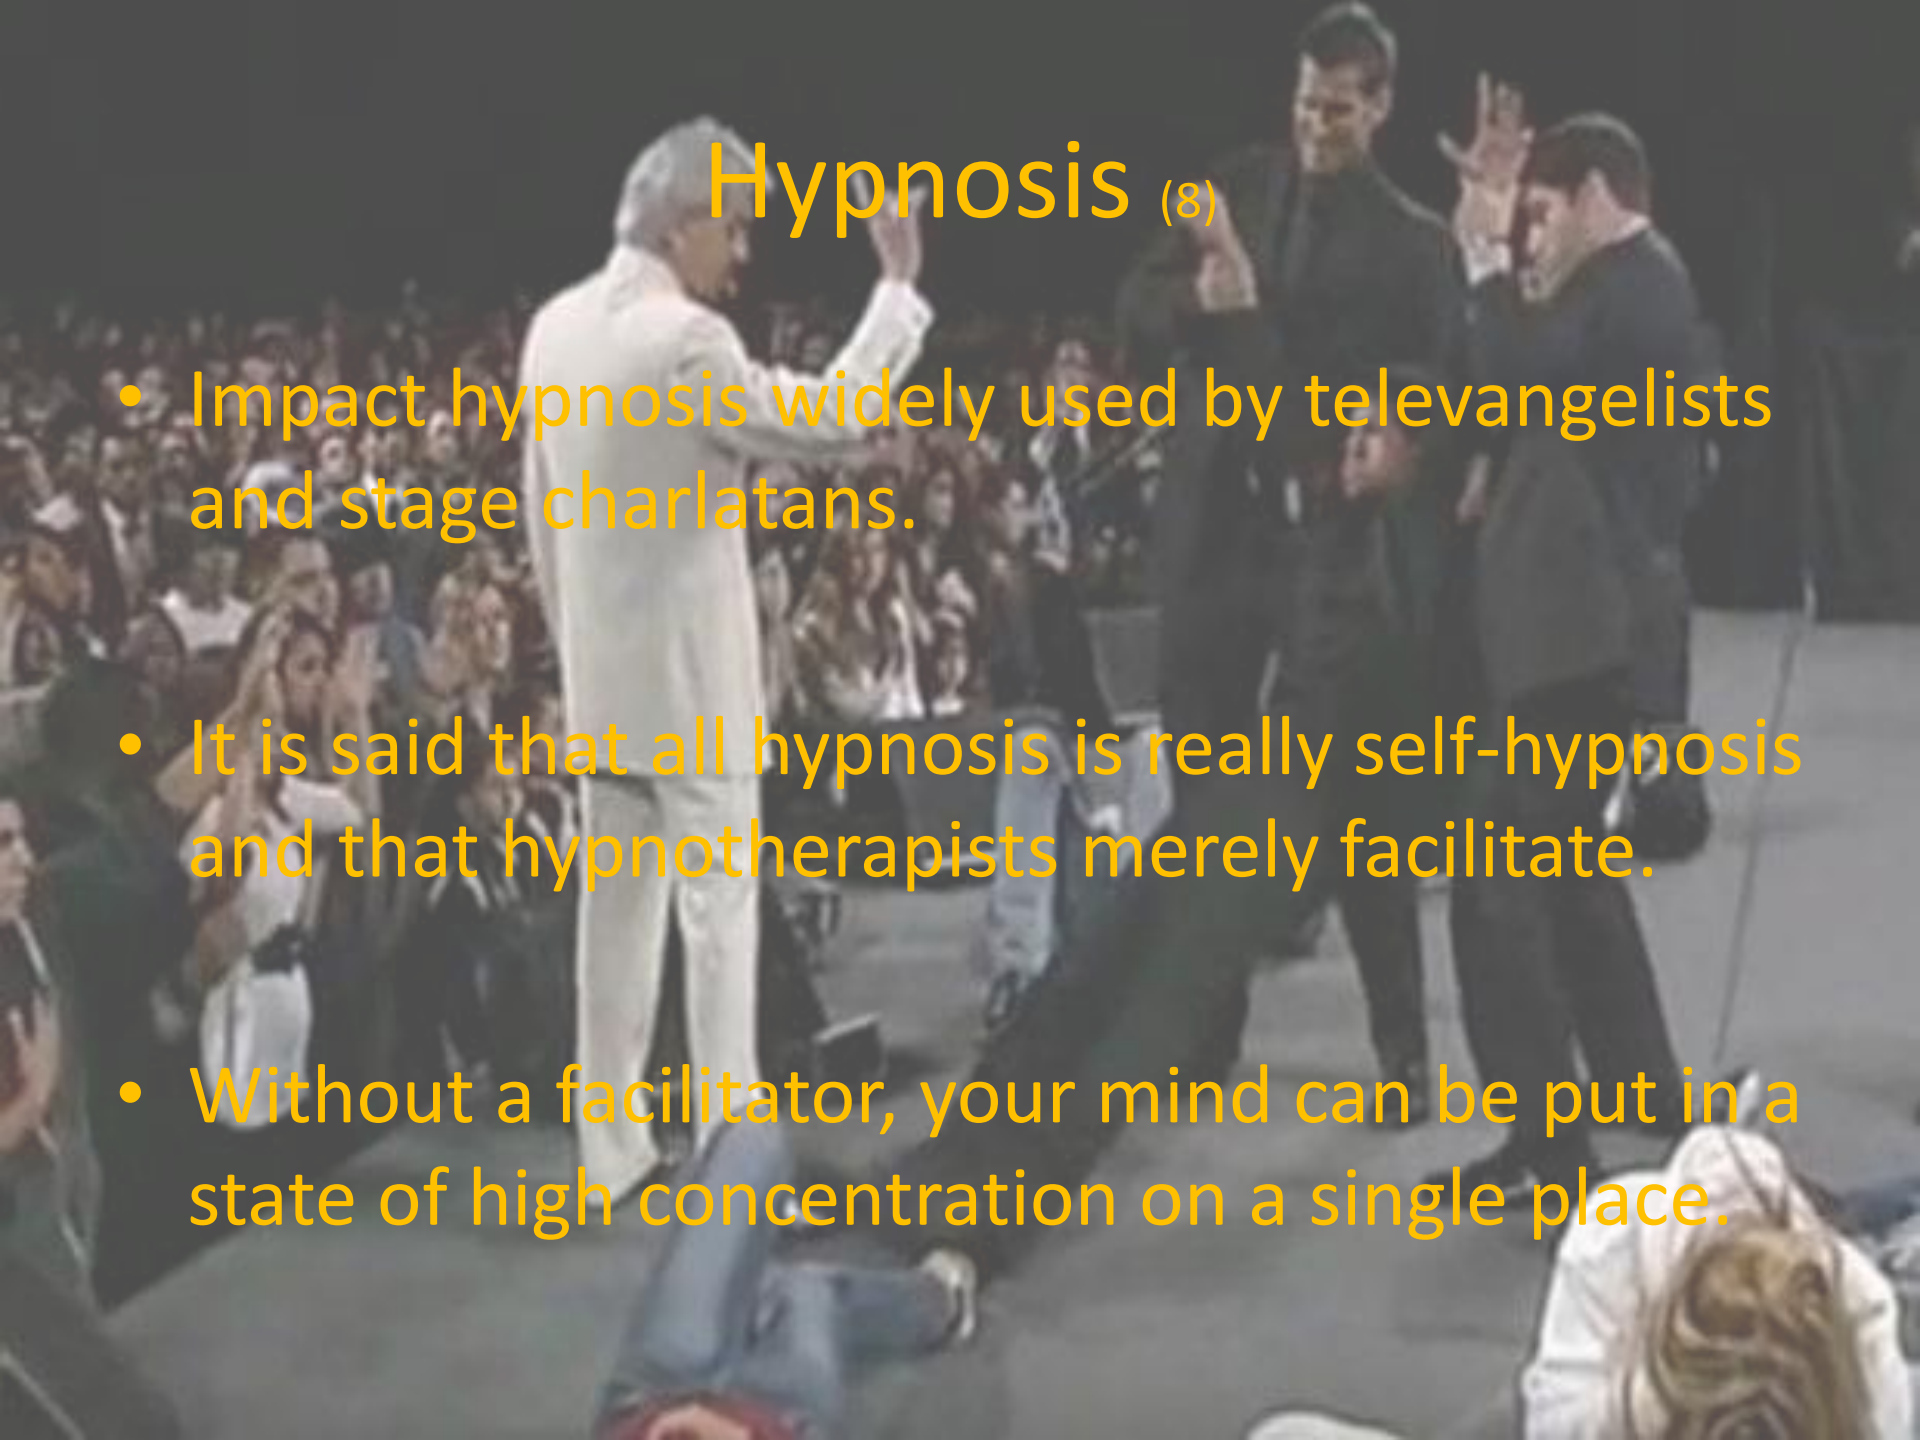 Hypnosis (8)
• Impact hypnosis widely used by televangelists
and stage charlatans.
• It is said that all hypnosis is really self-hypnosis
and that hypnotherapists merely facilitate.
• Without a facilitator, your mind can be put in a
state of high concentration on a single place.